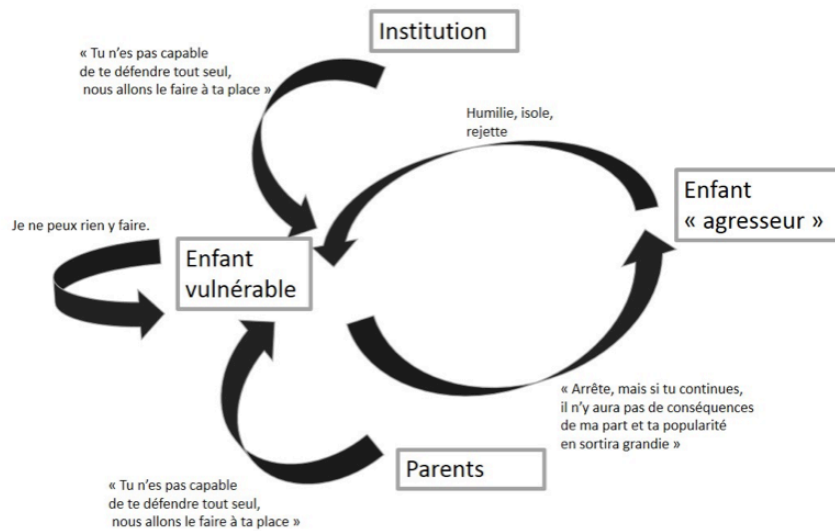 Institution
« Tu n'es pas capable
de te défendre tout seul,
nous allons le faire à ta place »
Humilie, isole,
rejette
Enfant
« agresseur »
Je ne peux rien y faire.
Enfant
vulnérable
« Arrête, mais si tu continues,
il n'y aura pas de conséquences
de ma part et ta popularité
en sortira grandie »
Parents
« Tu n'es pas capable
de te défendre tout seul,
nous allons le faire à ta place »